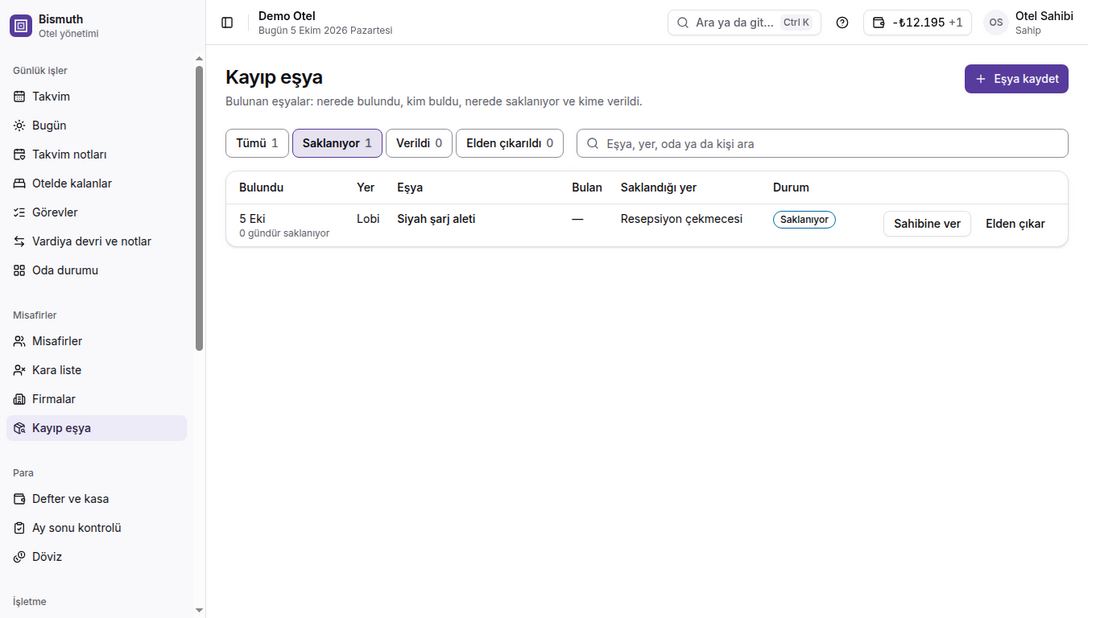 Bismuth
Otel yönetimi
Günlük işler
Takvim
Bugün
Takvim notları
Otelde kalanlar
Görevler
Vardiya devri ve notlar
Oda durumu
Misafirler
Misafirler
Kara liste
Firmalar
Kayıp eşya
Para
Defter ve kasa
Ay sonu kontrolü
Döviz
İşletme
Demo Otel
Bugün 5 Ekim 2026 Pazartesi
Ara ya da git... Ctrl K
-₺12.195 +1
OS
Otel Sahibi
Sahip
Kayıp eşya
Bulunan eşyalar: nerede bulundu, kim buldu, nerede saklanıyor ve kime verildi.
Eşya kaydet
Tümü 1 Saklanıyor 1 Verildi 0 Elden çıkarıldı 0
Eşya, yer, oda ya da kişi ara
Bulundu Yer Eşya Bulan Saklandığı yer Durum
5 Eki Lobi Siyah şarj aleti — Resepsiyon çekmecesi Saklanıyor Sahibine ver Elden çıkar
0 gündür saklanıyor